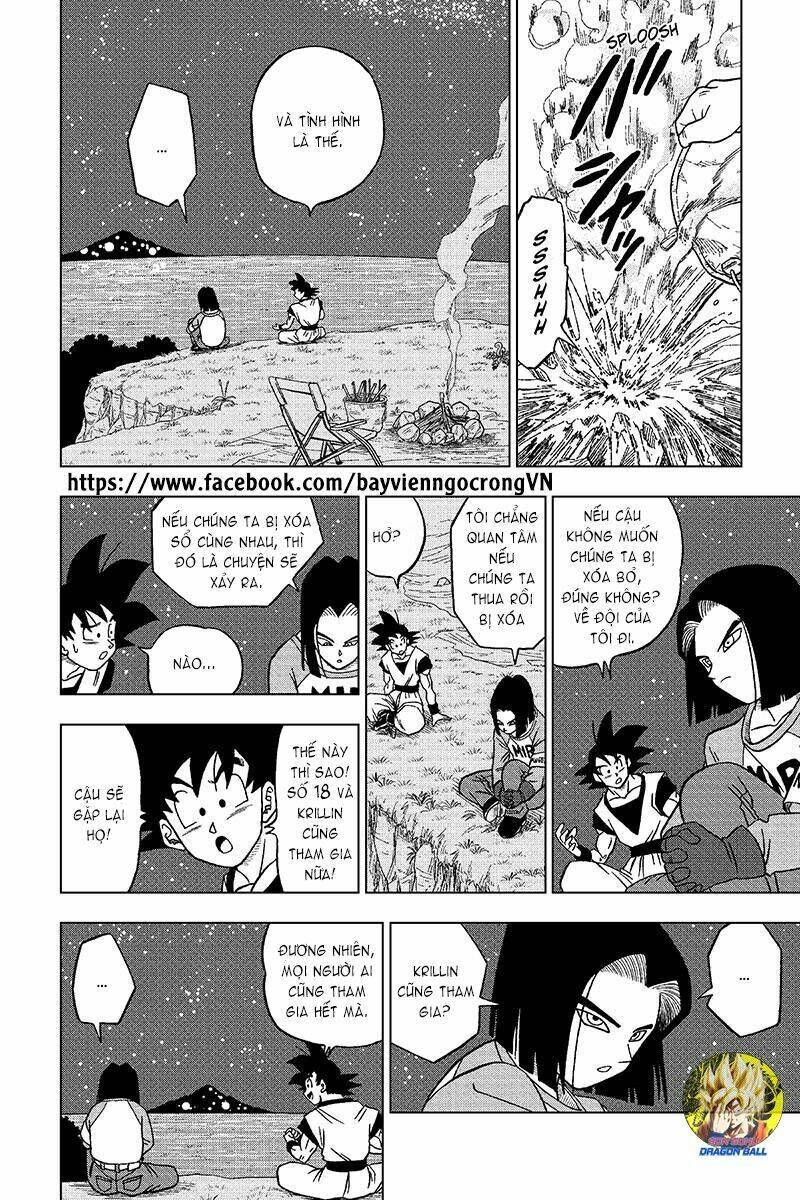 SPLOOSH
SSSHHH
VÀ TÌNH HÌNH
LÀ THẾ.
...
https://www.facebook.com/bayvienngocrongVN
NẾU CẬU
KHÔNG MUỐN
CHÚNG TA BỊ
XÓA BỎ,
ĐÚNG KHÔNG?
VỀ ĐỘI CỦA
TÔI ĐI.
TÔI CHẲNG
QUAN TÂM
NẾU
CHÚNG TA
THUA RỒI
BỊ XÓA
HỞ?
MIR
NẾU CHÚNG TA BỊ XÓA
SỔ CÙNG NHAU, THÌ
ĐÓ LÀ CHUYỆN SẼ
XẢY RA.
NÀO...
THẾ NÀY
THÌ SAO!
SỐ 18 VÀ
KRILLIN
CŨNG
THAM GIA
NỮA!
CẬU SẼ
GẶP LẠI
HỌ!
...
KRILLIN
CŨNG THAM
GIA?
ĐƯƠNG NHIÊN,
MỌI NGƯỜI AI
CŨNG THAM
GIA HẾT MÀ.
...
DRAGON BALL